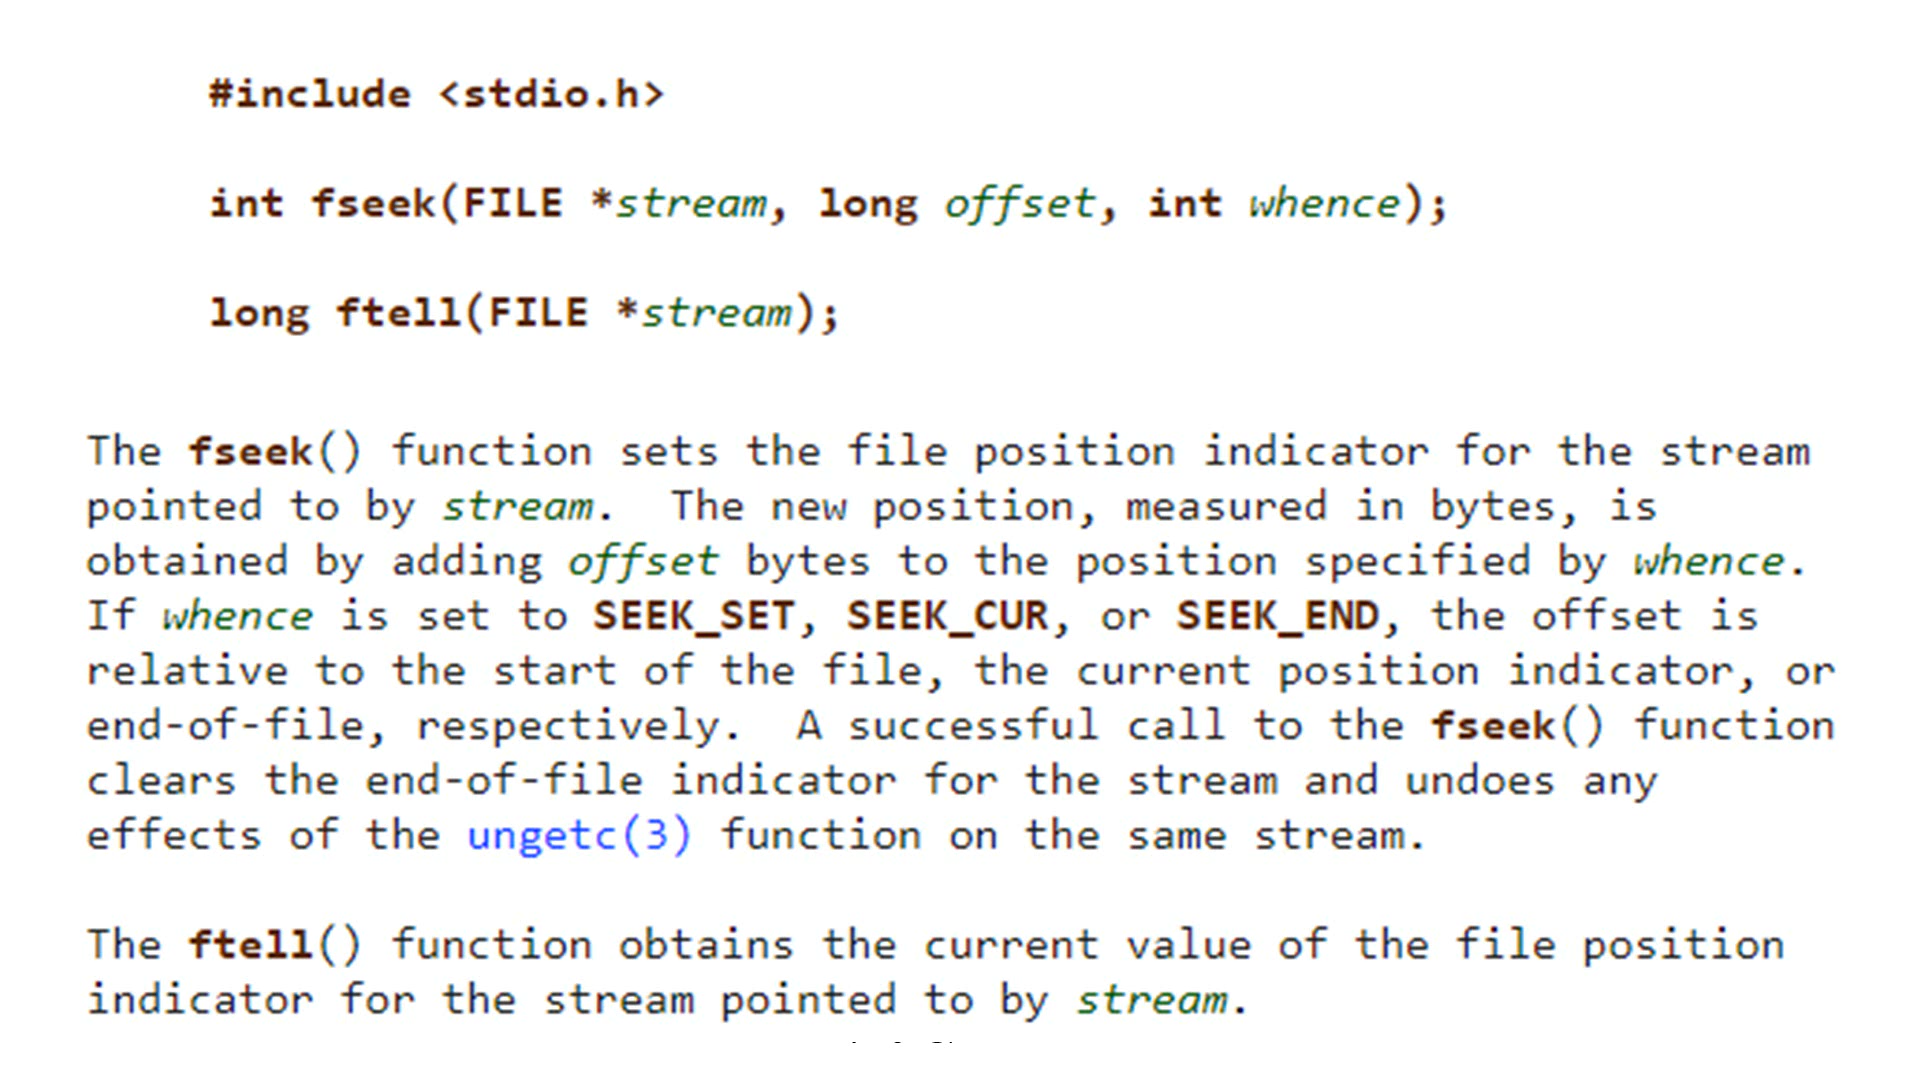 #include <stdio.h>
int fseek(FILE *stream, long offset, int whence);
long ftell(FILE *stream);
The fseek() function sets the file position indicator for the stream
pointed to by stream.  The new position, measured in bytes, is
obtained by adding offset bytes to the position specified by whence.
If whence is set to SEEK_SET, SEEK_CUR, or SEEK_END, the offset is
relative to the start of the file, the current position indicator, or
end-of-file, respectively.  A successful call to the fseek() function
clears the end-of-file indicator for the stream and undoes any
effects of the ungetc(3) function on the same stream.
The ftell() function obtains the current value of the file position
indicator for the stream pointed to by stream.